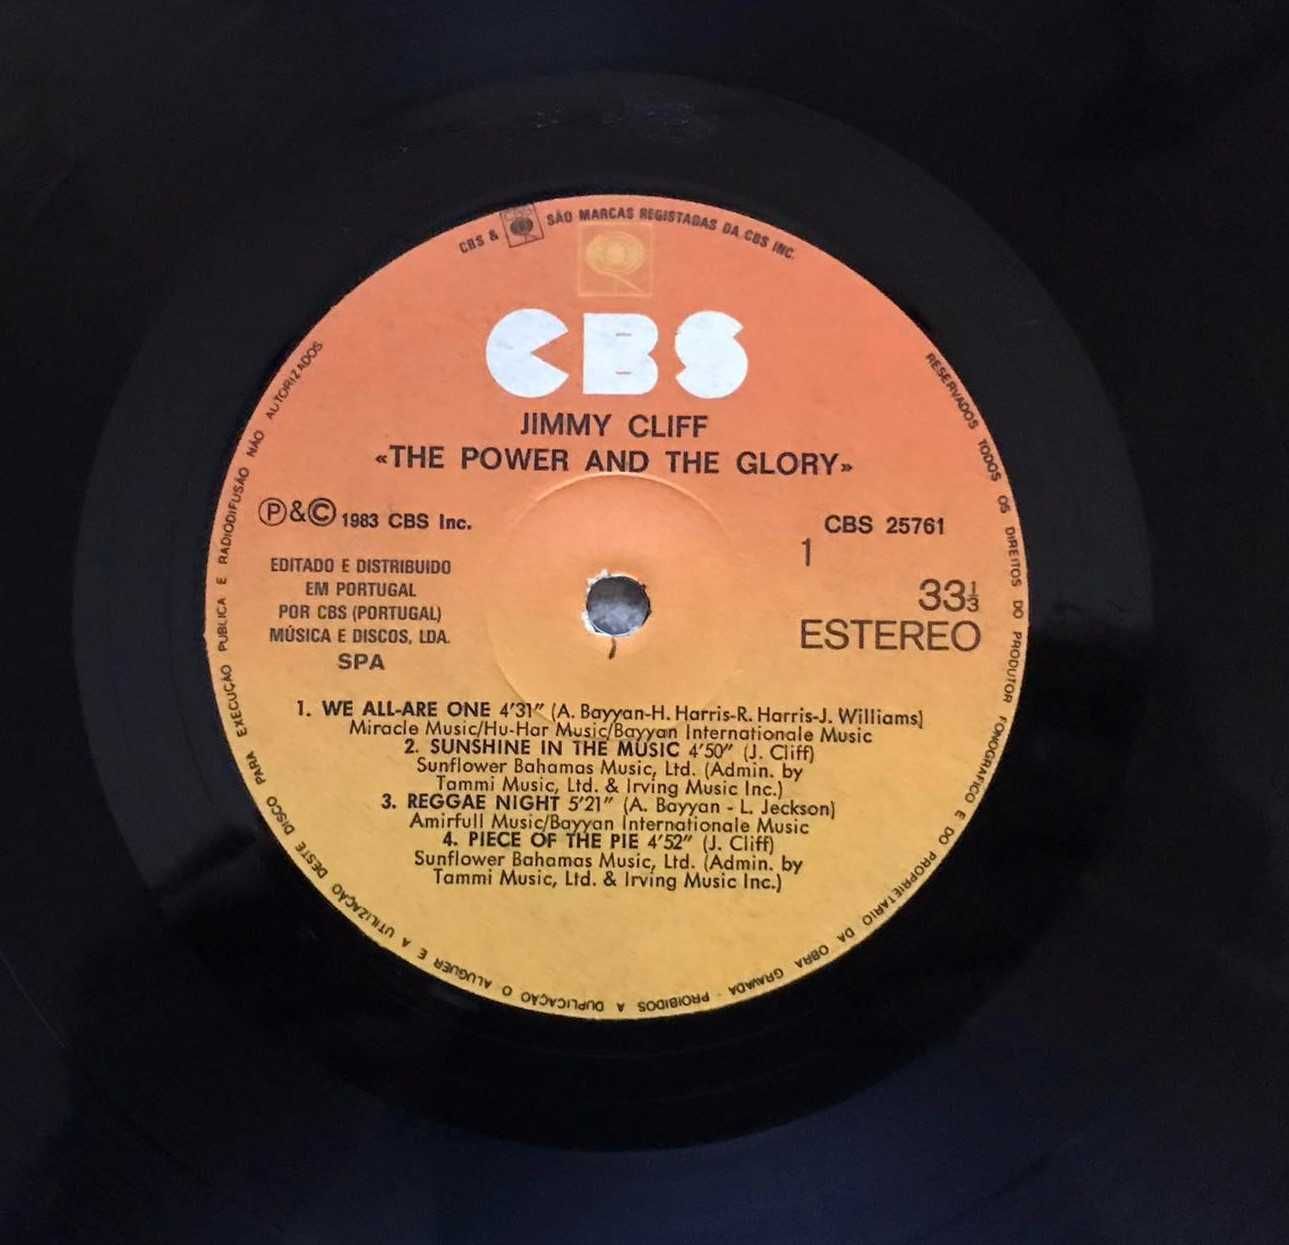 CBS & SÃO MARCAS REGISTADAS DA CBS INC.
CBS
JIMMY CLIFF
«THE POWER AND THE GLORY»
Ⓟ&© 1983 CBS Inc.
EDITADO E DISTRIBUIDO
EM PORTUGAL
POR CBS (PORTUGAL)
MÚSICA E DISCOS, LDA.
SPA
CBS 25761
1
33⅓
ESTEREO
1. WE ALL-ARE ONE 4'31" (A. Bayyan-H. Harris-R. Harris-J. Williams)
Miracle Music/Hu-Har Music/Bayyan Internationale Music
2. SUNSHINE IN THE MUSIC 4'50" (J. Cliff)
Sunflower Bahamas Music, Ltd. (Admin. by
Tammi Music, Ltd. & Irving Music Inc.)
3. REGGAE NIGHT 5'21" (A. Bayyan - L. Jeckson)
Amirfull Music/Bayyan Internationale Music
4. PIECE OF THE PIE 4'52" (J. Cliff)
Sunflower Bahamas Music, Ltd. (Admin. by
Tammi Music, Ltd. & Irving Music Inc.)
RESERVADOS TODOS OS DIREITOS DO PRODUTOR FONOGRAFICO E DO PROPRIETARIO DA OBRA GRAVADA - PROIBIDOS A DUPLICAÇÃO O ALUGUER E A UTILIZAÇÃO DESTE DISCO PARA EXECUÇÃO PUBLICA E RADIODIFUSÃO NÃO AUTORIZADOS